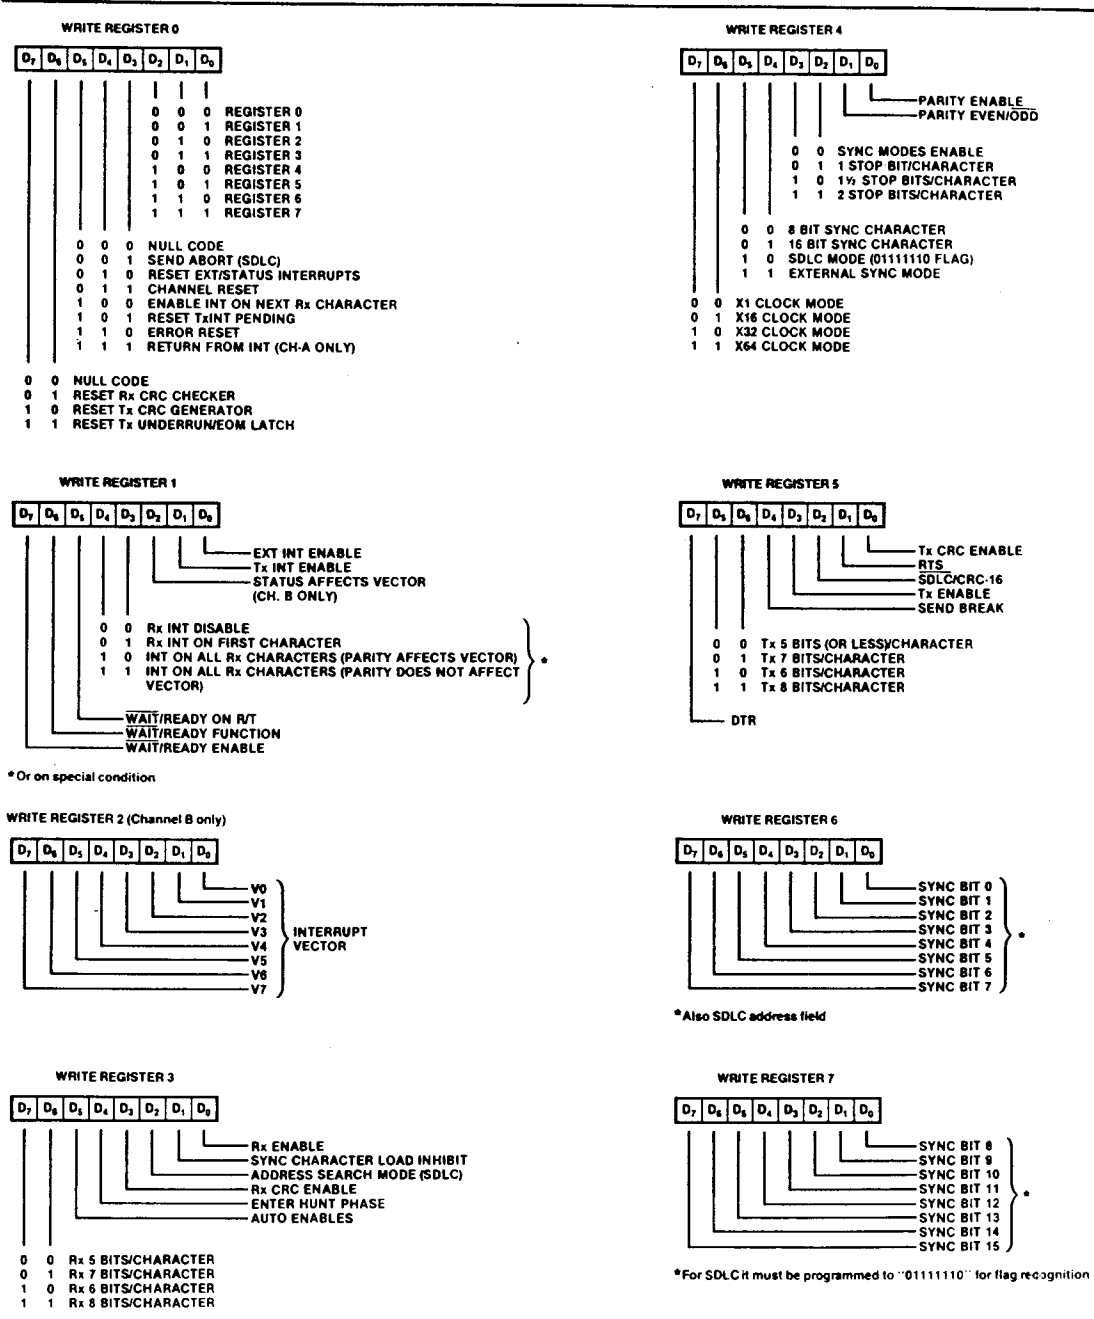 WRITE REGISTER 0
D7 D6 D5 D4 D3 D2 D1 D0
0 0 0 REGISTER 0
0 0 1 REGISTER 1
0 1 0 REGISTER 2
0 1 1 REGISTER 3
1 0 0 REGISTER 4
1 0 1 REGISTER 5
1 1 0 REGISTER 6
1 1 1 REGISTER 7
0 0 0 NULL CODE
0 0 1 SEND ABORT (SDLC)
0 1 0 RESET EXT/STATUS INTERRUPTS
0 1 1 CHANNEL RESET
1 0 0 ENABLE INT ON NEXT Rx CHARACTER
1 0 1 RESET TxINT PENDING
1 1 0 ERROR RESET
1 1 1 RETURN FROM INT (CH-A ONLY)
0 0 NULL CODE
0 1 RESET Rx CRC CHECKER
1 0 RESET Tx CRC GENERATOR
1 1 RESET Tx UNDERRUN/EOM LATCH
WRITE REGISTER 1
D7 D6 D5 D4 D3 D2 D1 D0
EXT INT ENABLE
Tx INT ENABLE
STATUS AFFECTS VECTOR
(CH. B ONLY)
0 0 Rx INT DISABLE
0 1 Rx INT ON FIRST CHARACTER
1 0 INT ON ALL Rx CHARACTERS (PARITY AFFECTS VECTOR)
1 1 INT ON ALL Rx CHARACTERS (PARITY DOES NOT AFFECT
VECTOR)
*
WAIT/READY ON R/T
WAIT/READY FUNCTION
WAIT/READY ENABLE
*Or on special condition
WRITE REGISTER 2 (Channel B only)
D7 D6 D5 D4 D3 D2 D1 D0
V0
V1
V2
V3
V4
V5
V6
V7
INTERRUPT
VECTOR
WRITE REGISTER 3
D7 D6 D5 D4 D3 D2 D1 D0
Rx ENABLE
SYNC CHARACTER LOAD INHIBIT
ADDRESS SEARCH MODE (SDLC)
Rx CRC ENABLE
ENTER HUNT PHASE
AUTO ENABLES
0 0 Rx 5 BITS/CHARACTER
0 1 Rx 7 BITS/CHARACTER
1 0 Rx 6 BITS/CHARACTER
1 1 Rx 8 BITS/CHARACTER
WRITE REGISTER 4
D7 D6 D5 D4 D3 D2 D1 D0
PARITY ENABLE
PARITY EVEN/ODD
0 0 SYNC MODES ENABLE
0 1 1 STOP BIT/CHARACTER
1 0 1½ STOP BITS/CHARACTER
1 1 2 STOP BITS/CHARACTER
0 0 8 BIT SYNC CHARACTER
0 1 16 BIT SYNC CHARACTER
1 0 SDLC MODE (01111110 FLAG)
1 1 EXTERNAL SYNC MODE
0 0 X1 CLOCK MODE
0 1 X16 CLOCK MODE
1 0 X32 CLOCK MODE
1 1 X64 CLOCK MODE
WRITE REGISTER 5
D7 D5 D6 D4 D3 D2 D1 D0
Tx CRC ENABLE
RTS
SDLC/CRC-16
Tx ENABLE
SEND BREAK
0 0 Tx 5 BITS (OR LESS)/CHARACTER
0 1 Tx 7 BITS/CHARACTER
1 0 Tx 6 BITS/CHARACTER
1 1 Tx 8 BITS/CHARACTER
DTR
WRITE REGISTER 6
D7 D6 D5 D4 D3 D2 D1 D0
SYNC BIT 0
SYNC BIT 1
SYNC BIT 2
SYNC BIT 3
SYNC BIT 4
SYNC BIT 5
SYNC BIT 6
SYNC BIT 7
*
*Also SDLC address field
WRITE REGISTER 7
D7 D6 D5 D4 D3 D2 D1 D0
SYNC BIT 8
SYNC BIT 9
SYNC BIT 10
SYNC BIT 11
SYNC BIT 12
SYNC BIT 13
SYNC BIT 14
SYNC BIT 15
*
*For SDLC it must be programmed to "01111110" for flag recognition